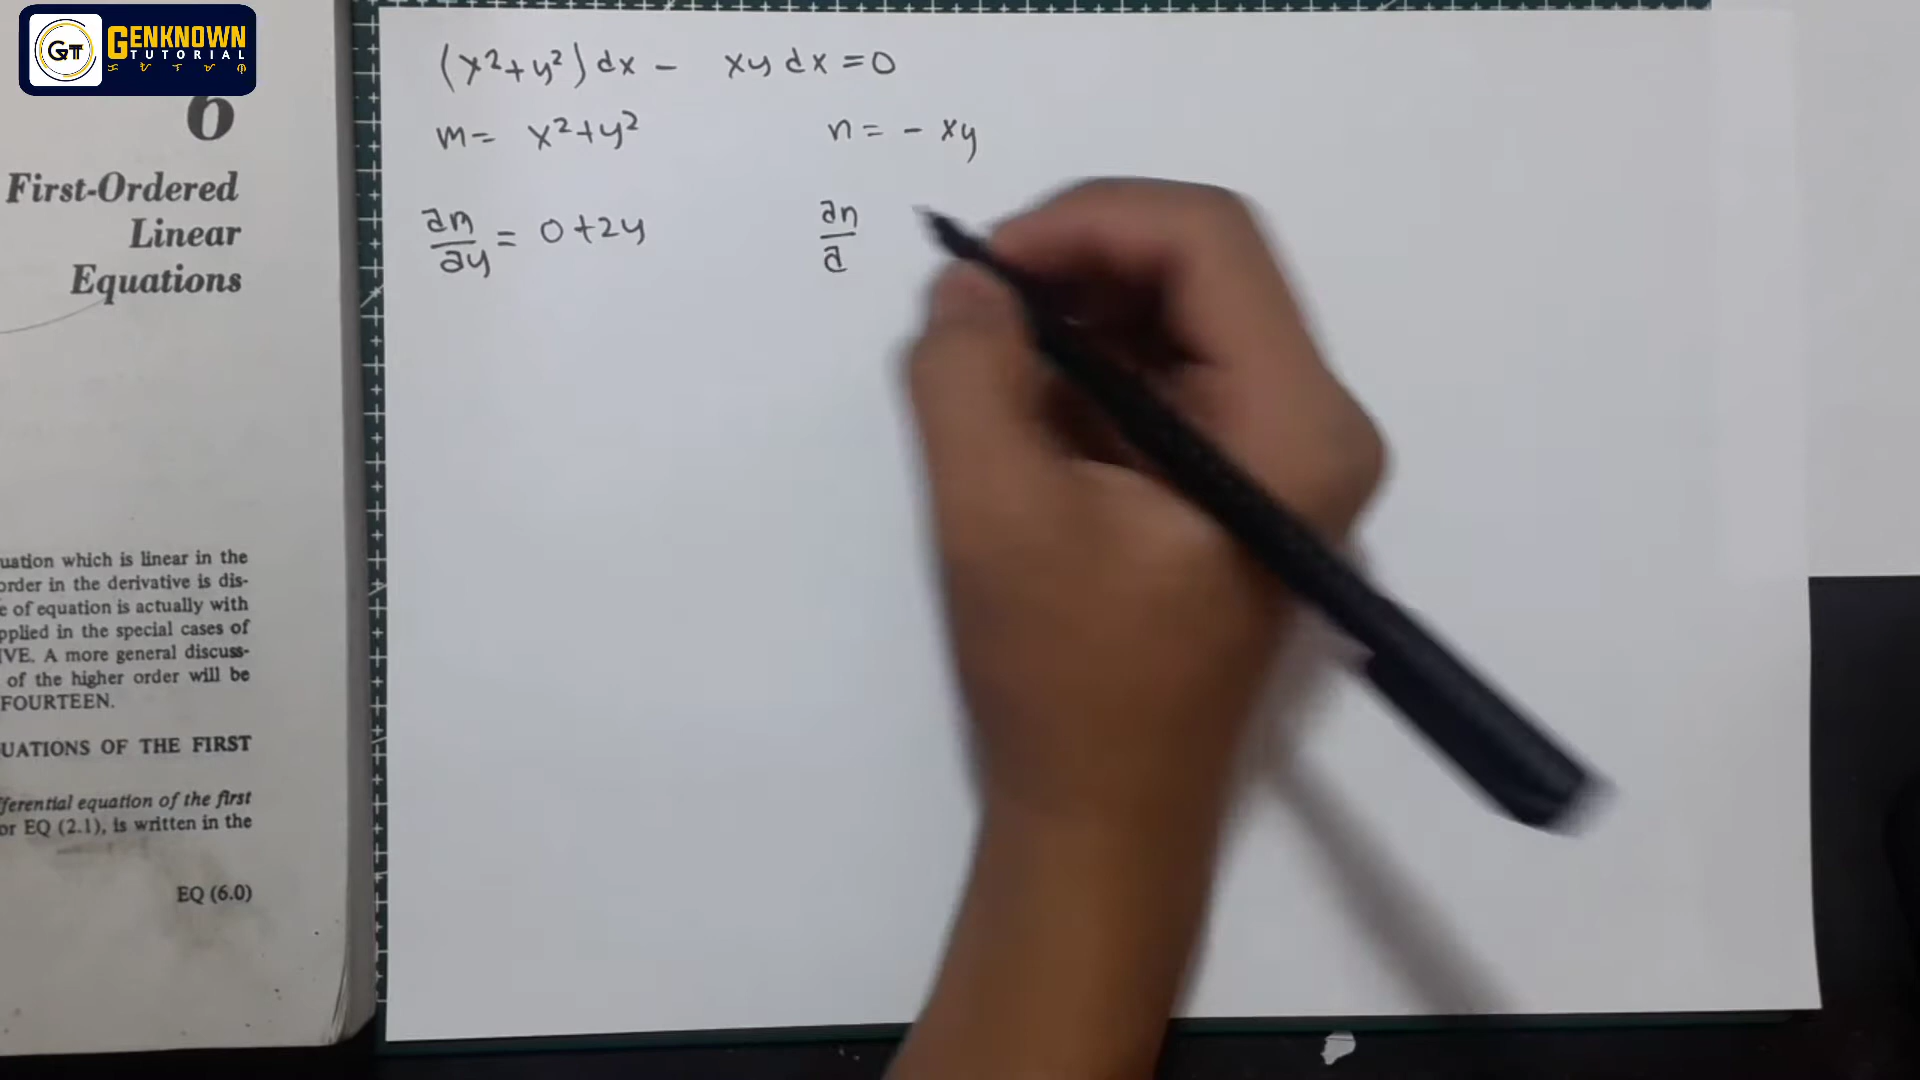 GT
GENKNOWN
TUTORIAL
6
First-Ordered
Linear
Equations
uation which is linear in the
order in the derivative is dis-
e of equation is actually with
pplied in the special cases of
IVE. A more general discuss-
of the higher order will be
FOURTEEN.
UATIONS OF THE FIRST
fferential equation of the first
or EQ (2.1), is written in the
EQ (6.0)
(x²+y²) dx - xy dx = 0
m = x²+y² n = - xy
∂m/∂y = 0+2y ∂n/∂